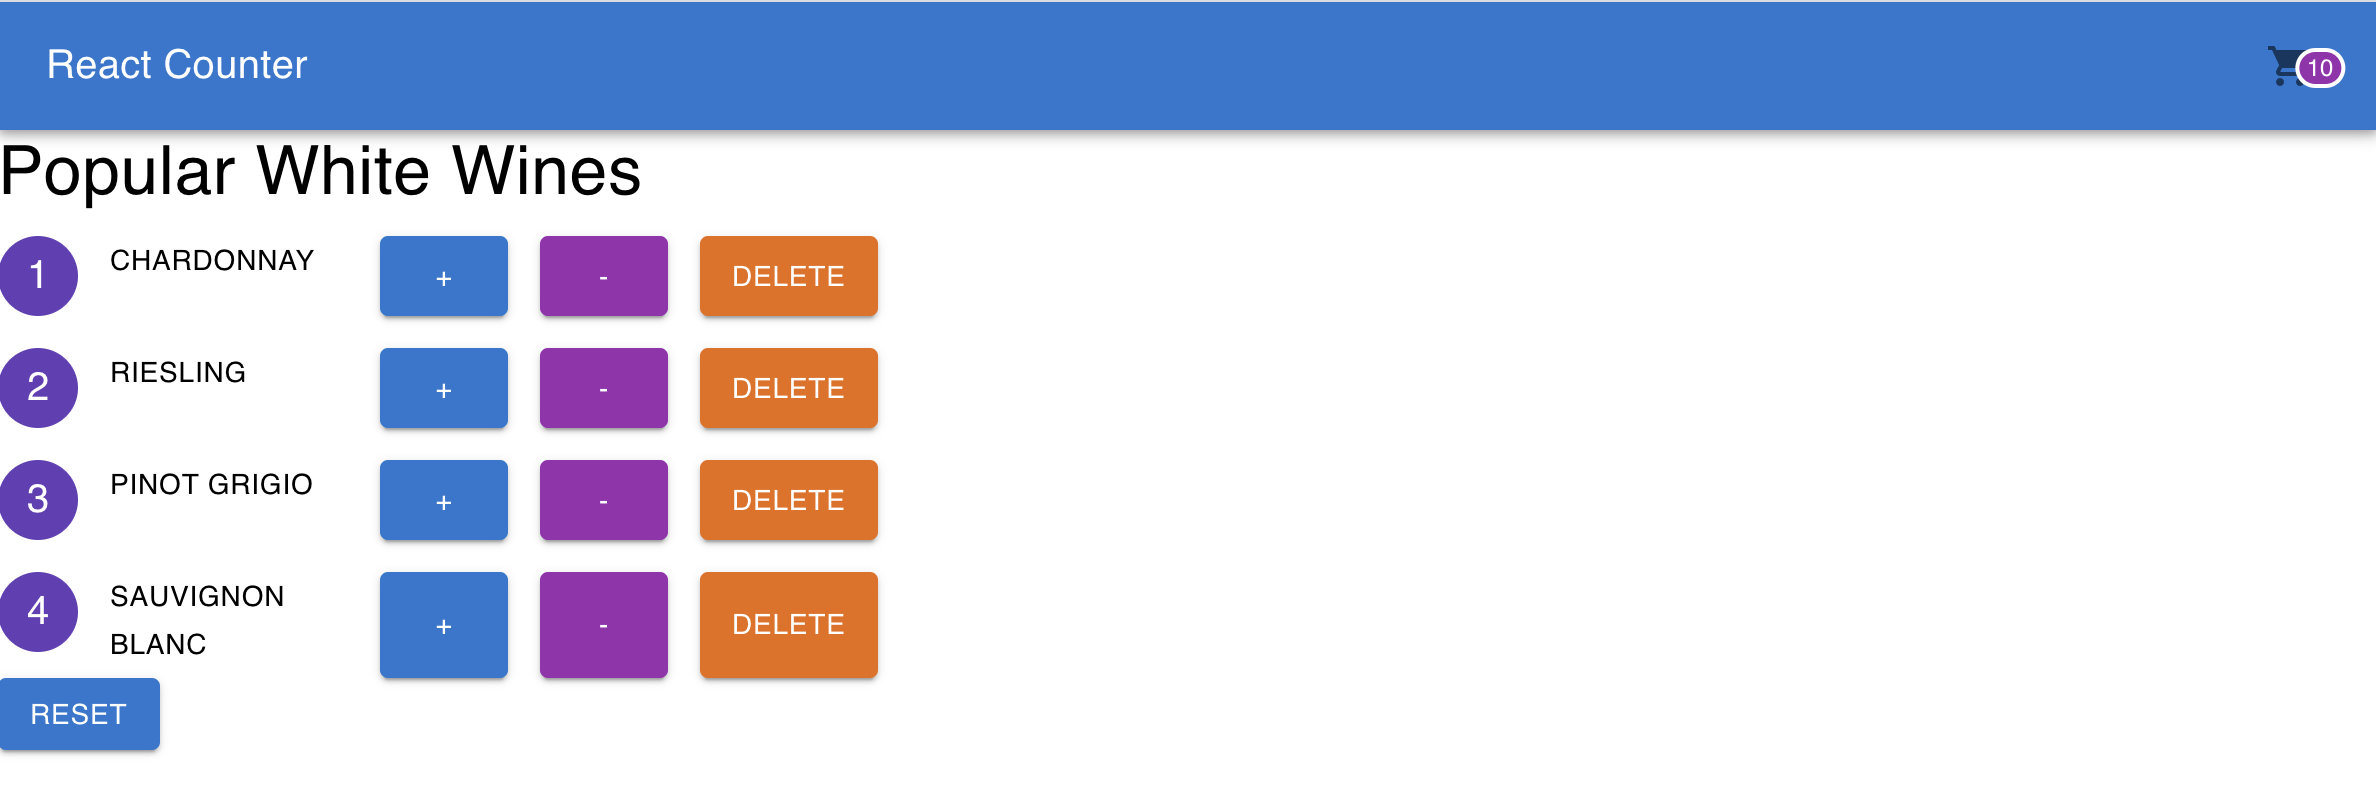 React Counter
10
Popular White Wines
1 CHARDONNAY + - DELETE
2 RIESLING + - DELETE
3 PINOT GRIGIO + - DELETE
4 SAUVIGNON BLANC + - DELETE
RESET